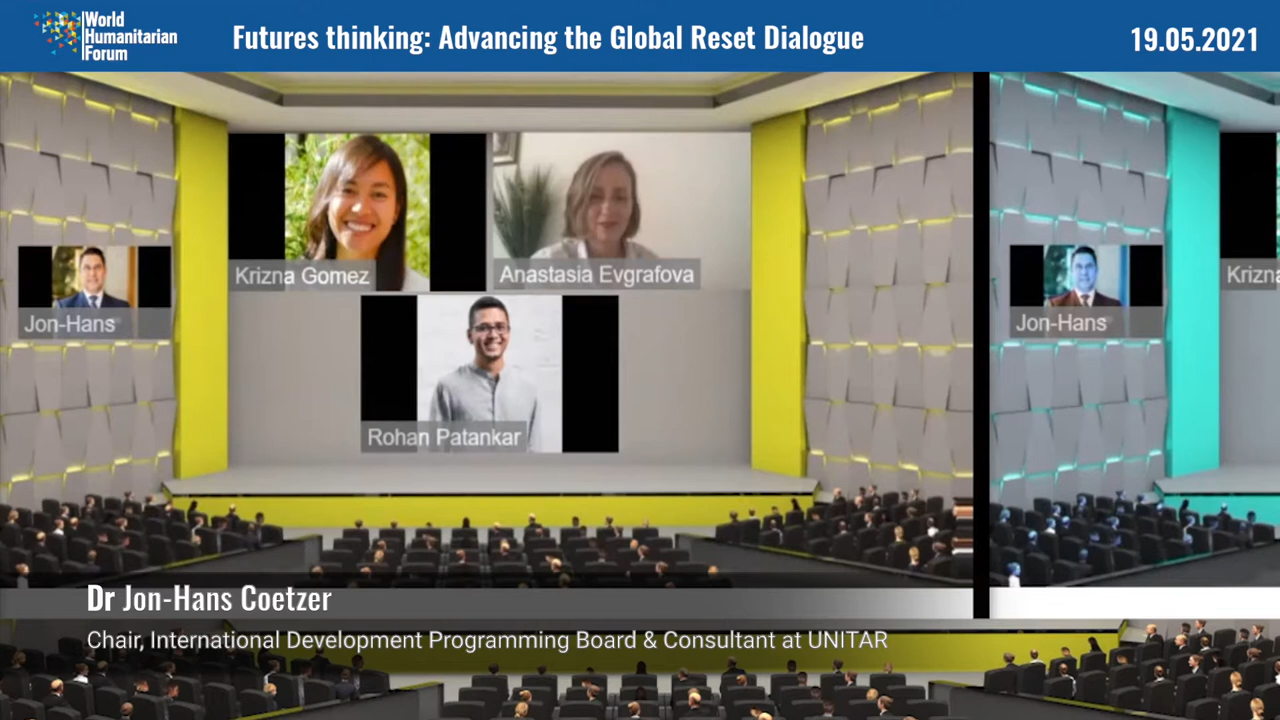 World
Humanitarian
Forum
Futures thinking: Advancing the Global Reset Dialogue
19.05.2021
Krizna Gomez
Anastasia Evgrafova
Jon-Hans
Rohan Patankar
Jon-Hans
Krizna
Dr Jon-Hans Coetzer
Chair, International Development Programming Board & Consultant at UNITAR